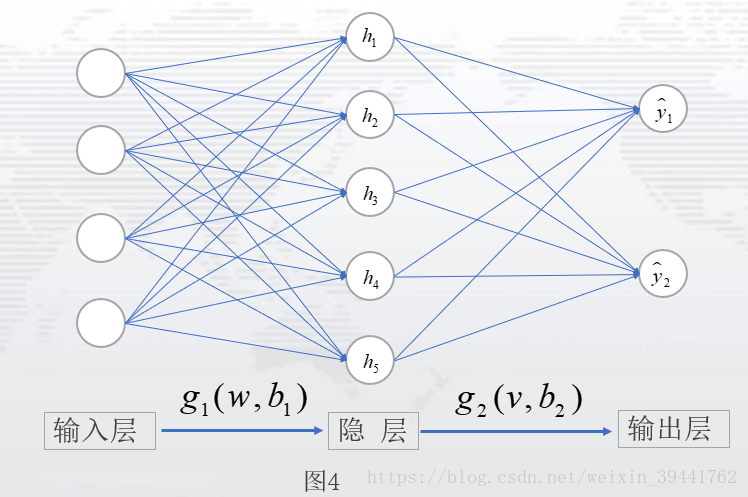 h1
h2
h3
h4
h5
ŷ1
ŷ2
g1(w,b1)
g2(v,b2)
输入层
隐 层
输出层
图4
https://blog.csdn.net/weixin_39441762